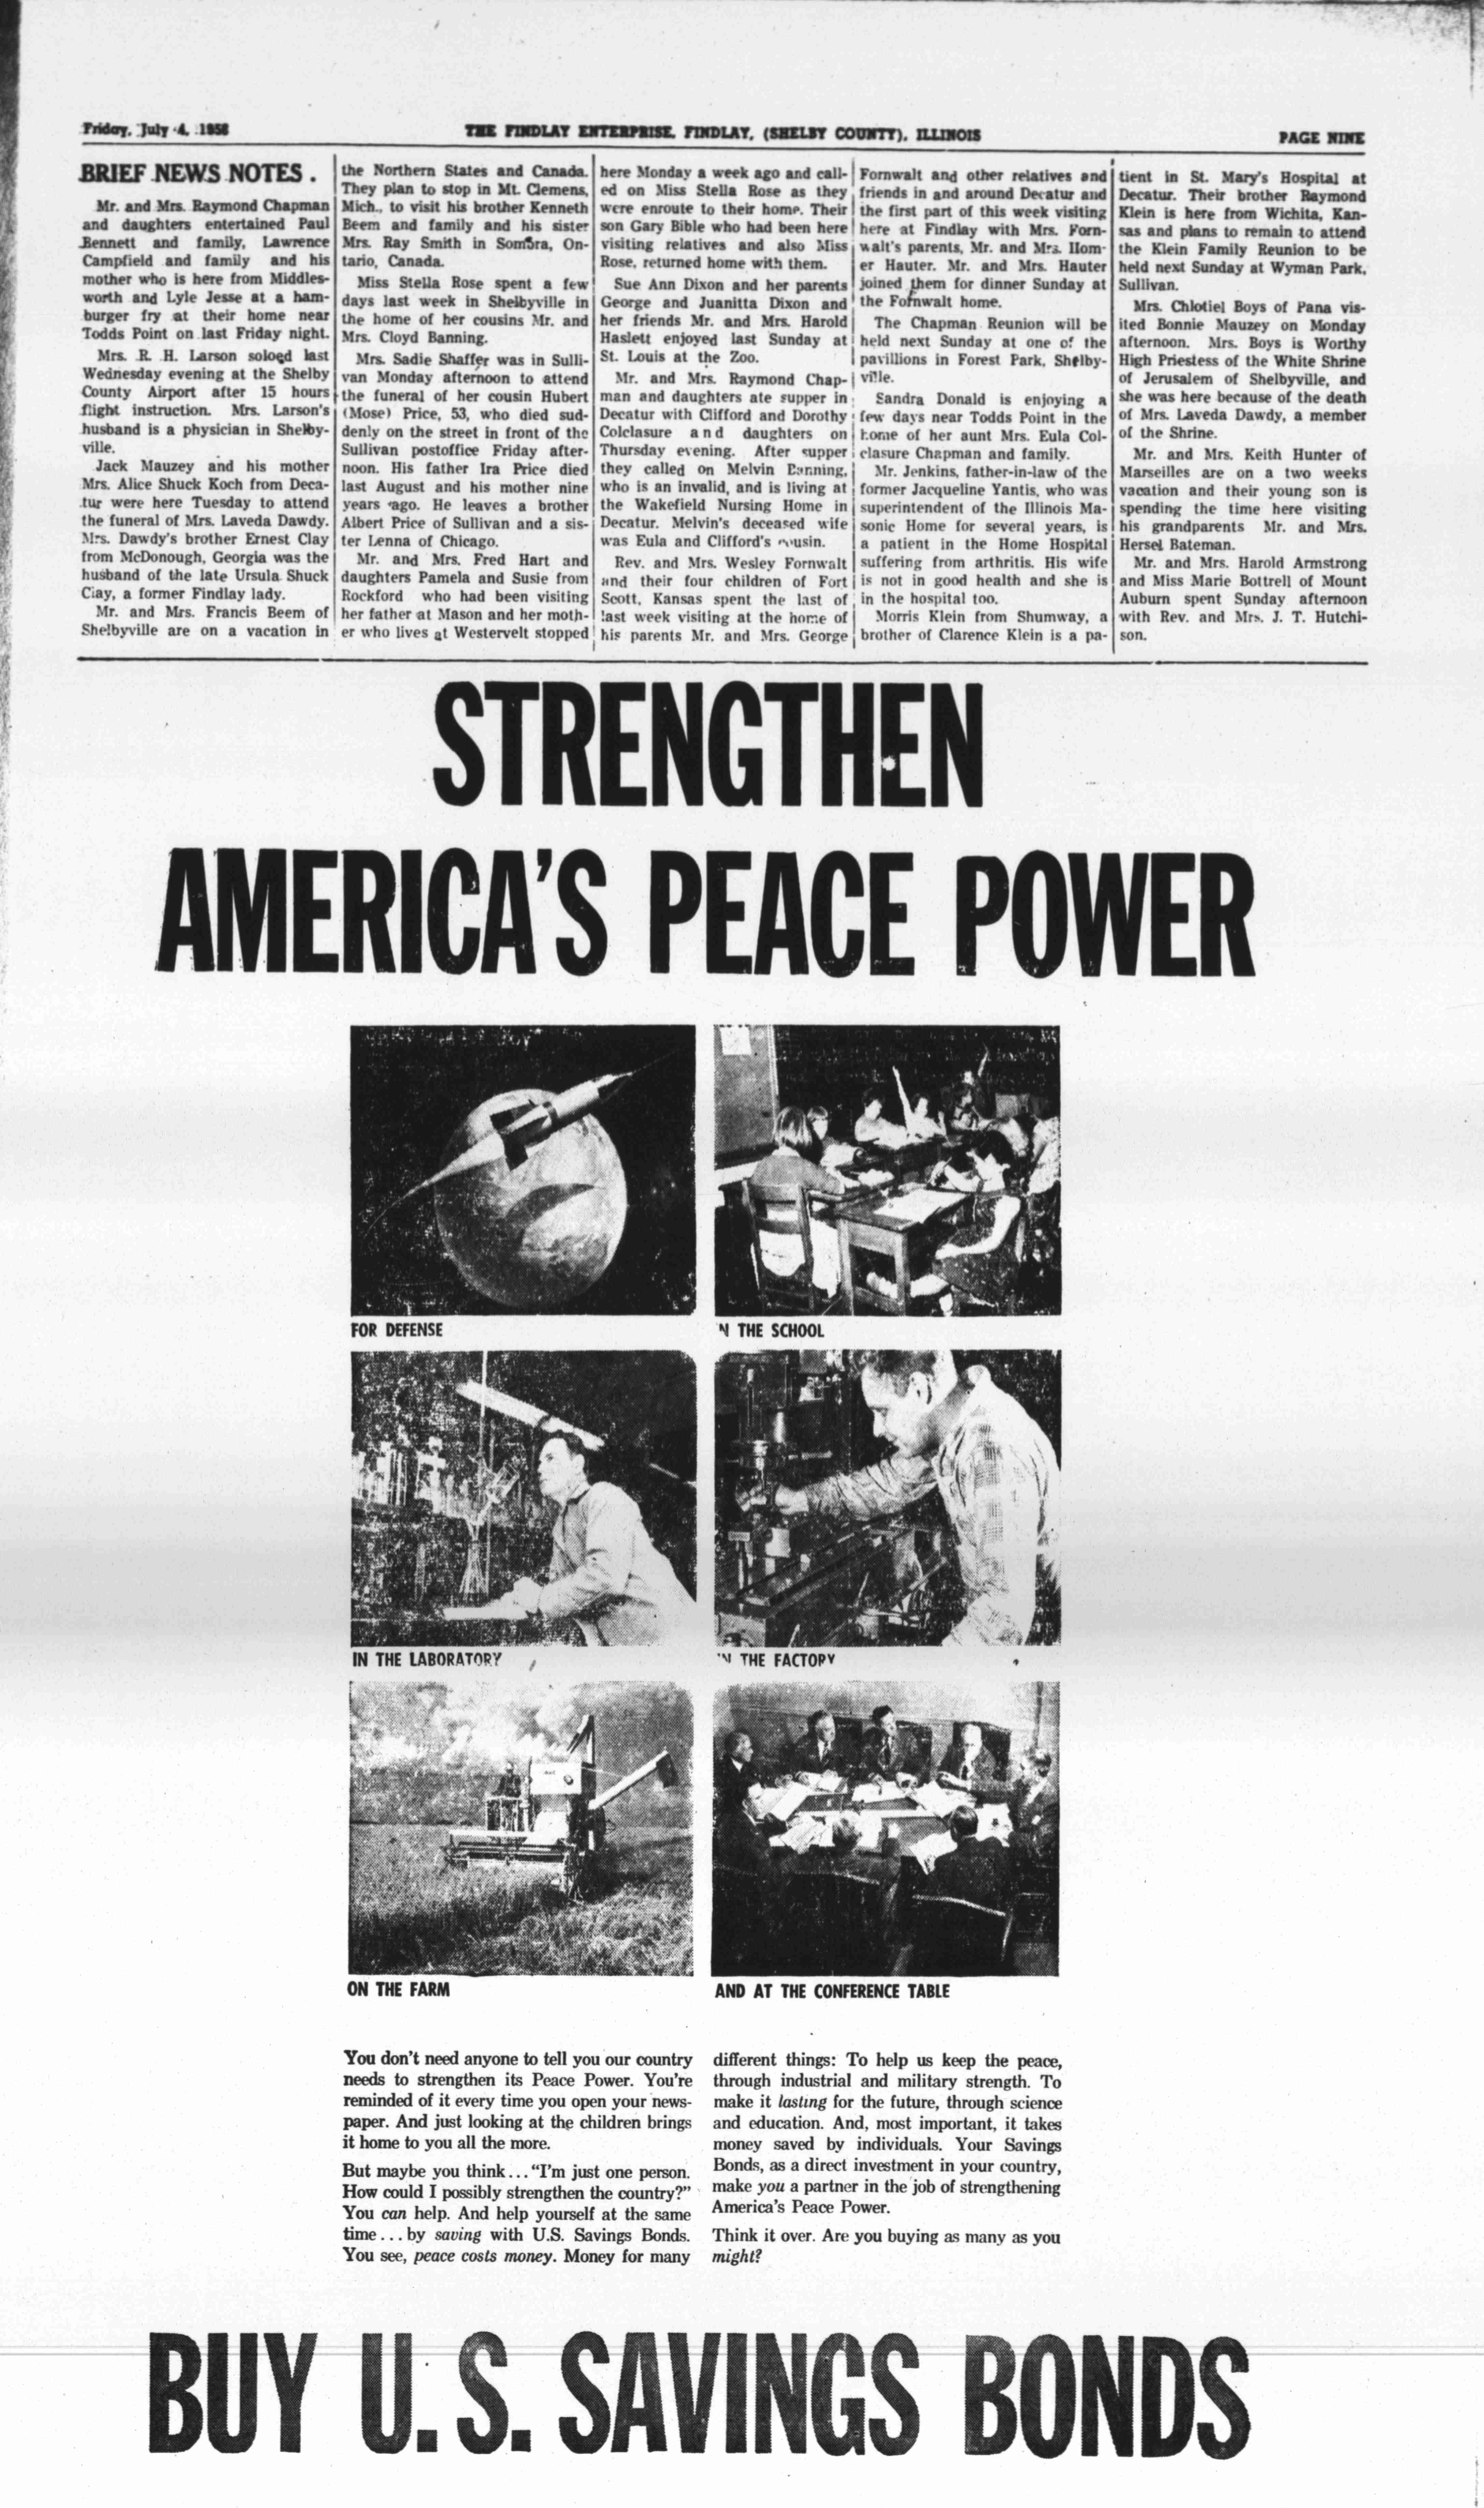 Friday, July 4, 1958
THE FINDLAY ENTERPRISE, FINDLAY, (SHELBY COUNTY), ILLINOIS
PAGE NINE
BRIEF NEWS NOTES .
Mr. and Mrs. Raymond Chapman
and daughters entertained Paul
Bennett and family, Lawrence
Campfield and family and his
mother who is here from Middles-
worth and Lyle Jesse at a ham-
burger fry at their home near
Todds Point on last Friday night.
Mrs. R. H. Larson soloed last
Wednesday evening at the Shelby
County Airport after 15 hours
flight instruction. Mrs. Larson's
husband is a physician in Shelby-
ville.
Jack Mauzey and his mother
Mrs. Alice Shuck Koch from Deca-
tur were here Tuesday to attend
the funeral of Mrs. Laveda Dawdy.
Mrs. Dawdy's brother Ernest Clay
from McDonough, Georgia was the
husband of the late Ursula Shuck
Clay, a former Findlay lady.
Mr. and Mrs. Francis Beem of
Shelbyville are on a vacation in
the Northern States and Canada.
They plan to stop in Mt. Clemens,
Mich., to visit his brother Kenneth
Beem and family and his sister
Mrs. Ray Smith in Sombra, On-
tario, Canada.
Miss Stella Rose spent a few
days last week in Shelbyville in
the home of her cousins Mr. and
Mrs. Cloyd Banning.
Mrs. Sadie Shaffer was in Sulli-
van Monday afternoon to attend
the funeral of her cousin Hubert
(Mose) Price, 53, who died sud-
denly on the street in front of the
Sullivan postoffice Friday after-
noon. His father Ira Price died
last August and his mother nine
years ago. He leaves a brother
Albert Price of Sullivan and a sis-
ter Lenna of Chicago.
Mr. and Mrs. Fred Hart and
daughters Pamela and Susie from
Rockford who had been visiting
her father at Mason and her moth-
er who lives at Westervelt stopped
here Monday a week ago and call-
ed on Miss Stella Rose as they
were enroute to their home. Their
son Gary Bible who had been here
visiting relatives and also Miss
Rose, returned home with them.
Sue Ann Dixon and her parents
George and Juanitta Dixon and
her friends Mr. and Mrs. Harold
Haslett enjoyed last Sunday at
St. Louis at the Zoo.
Mr. and Mrs. Raymond Chap-
man and daughters ate supper in
Decatur with Clifford and Dorothy
Colclasure and daughters on
Thursday evening. After supper
they called on Melvin Banning,
who is an invalid, and is living at
the Wakefield Nursing Home in
Decatur. Melvin's deceased wife
was Eula and Clifford's cousin.
Rev. and Mrs. Wesley Fornwalt
and their four children of Fort
Scott, Kansas spent the last of
last week visiting at the home of
his parents Mr. and Mrs. George
Fornwalt and other relatives and
friends in and around Decatur and
the first part of this week visiting
here at Findlay with Mrs. Forn-
walt's parents, Mr. and Mrs. Hom-
er Hauter. Mr. and Mrs. Hauter
joined them for dinner Sunday at
the Fornwalt home.
The Chapman Reunion will be
held next Sunday at one of the
pavillions in Forest Park, Shelby-
ville.
Sandra Donald is enjoying a
few days near Todds Point in the
home of her aunt Mrs. Eula Col-
clasure Chapman and family.
Mr. Jenkins, father-in-law of the
former Jacqueline Yantis, who was
superintendent of the Illinois Ma-
sonic Home for several years, is
a patient in the Home Hospital
suffering from arthritis. His wife
is not in good health and she is
in the hospital too.
Morris Klein from Shumway, a
brother of Clarence Klein is a pa-
tient in St. Mary's Hospital at
Decatur. Their brother Raymond
Klein is here from Wichita, Kan-
sas and plans to remain to attend
the Klein Family Reunion to be
held next Sunday at Wyman Park,
Sullivan.
Mrs. Chlotiel Boys of Pana vis-
ited Bonnie Mauzey on Monday
afternoon. Mrs. Boys is Worthy
High Priestess of the White Shrine
of Jerusalem of Shelbyville, and
she was here because of the death
of Mrs. Laveda Dawdy, a member
of the Shrine.
Mr. and Mrs. Keith Hunter of
Marseilles are on a two weeks
vacation and their young son is
spending the time here visiting
his grandparents Mr. and Mrs.
Hersel Bateman.
Mr. and Mrs. Harold Armstrong
and Miss Marie Bottrell of Mount
Auburn spent Sunday afternoon
with Rev. and Mrs. J. T. Hutchi-
son.
STRENGTHEN
AMERICA'S PEACE POWER
FOR DEFENSE
'N THE SCHOOL
IN THE LABORATORY
'N THE FACTORY
ON THE FARM
AND AT THE CONFERENCE TABLE
You don't need anyone to tell you our country
needs to strengthen its Peace Power. You're
reminded of it every time you open your news-
paper. And just looking at the children brings
it home to you all the more.
But maybe you think... "I'm just one person.
How could I possibly strengthen the country?"
You can help. And help yourself at the same
time... by saving with U.S. Savings Bonds.
You see, peace costs money. Money for many
different things: To help us keep the peace,
through industrial and military strength. To
make it lasting for the future, through science
and education. And, most important, it takes
money saved by individuals. Your Savings
Bonds, as a direct investment in your country,
make you a partner in the job of strengthening
America's Peace Power.
Think it over. Are you buying as many as you
might?
BUY U.S. SAVINGS BONDS